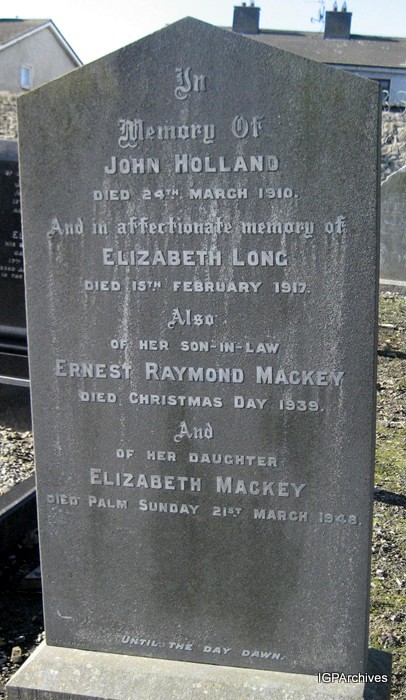 In
Memory Of
JOHN HOLLAND
DIED 24TH MARCH 1910.
And in affectionate memory of
ELIZABETH LONG
DIED 15TH FEBRUARY 1917.
Also
OF HER SON-IN-LAW
ERNEST RAYMOND MACKEY
DIED CHRISTMAS DAY 1939.
And
OF HER DAUGHTER
ELIZABETH MACKEY
DIED PALM SUNDAY 21ST MARCH 1948.
UNTIL THE DAY DAWN.
IGPArchives